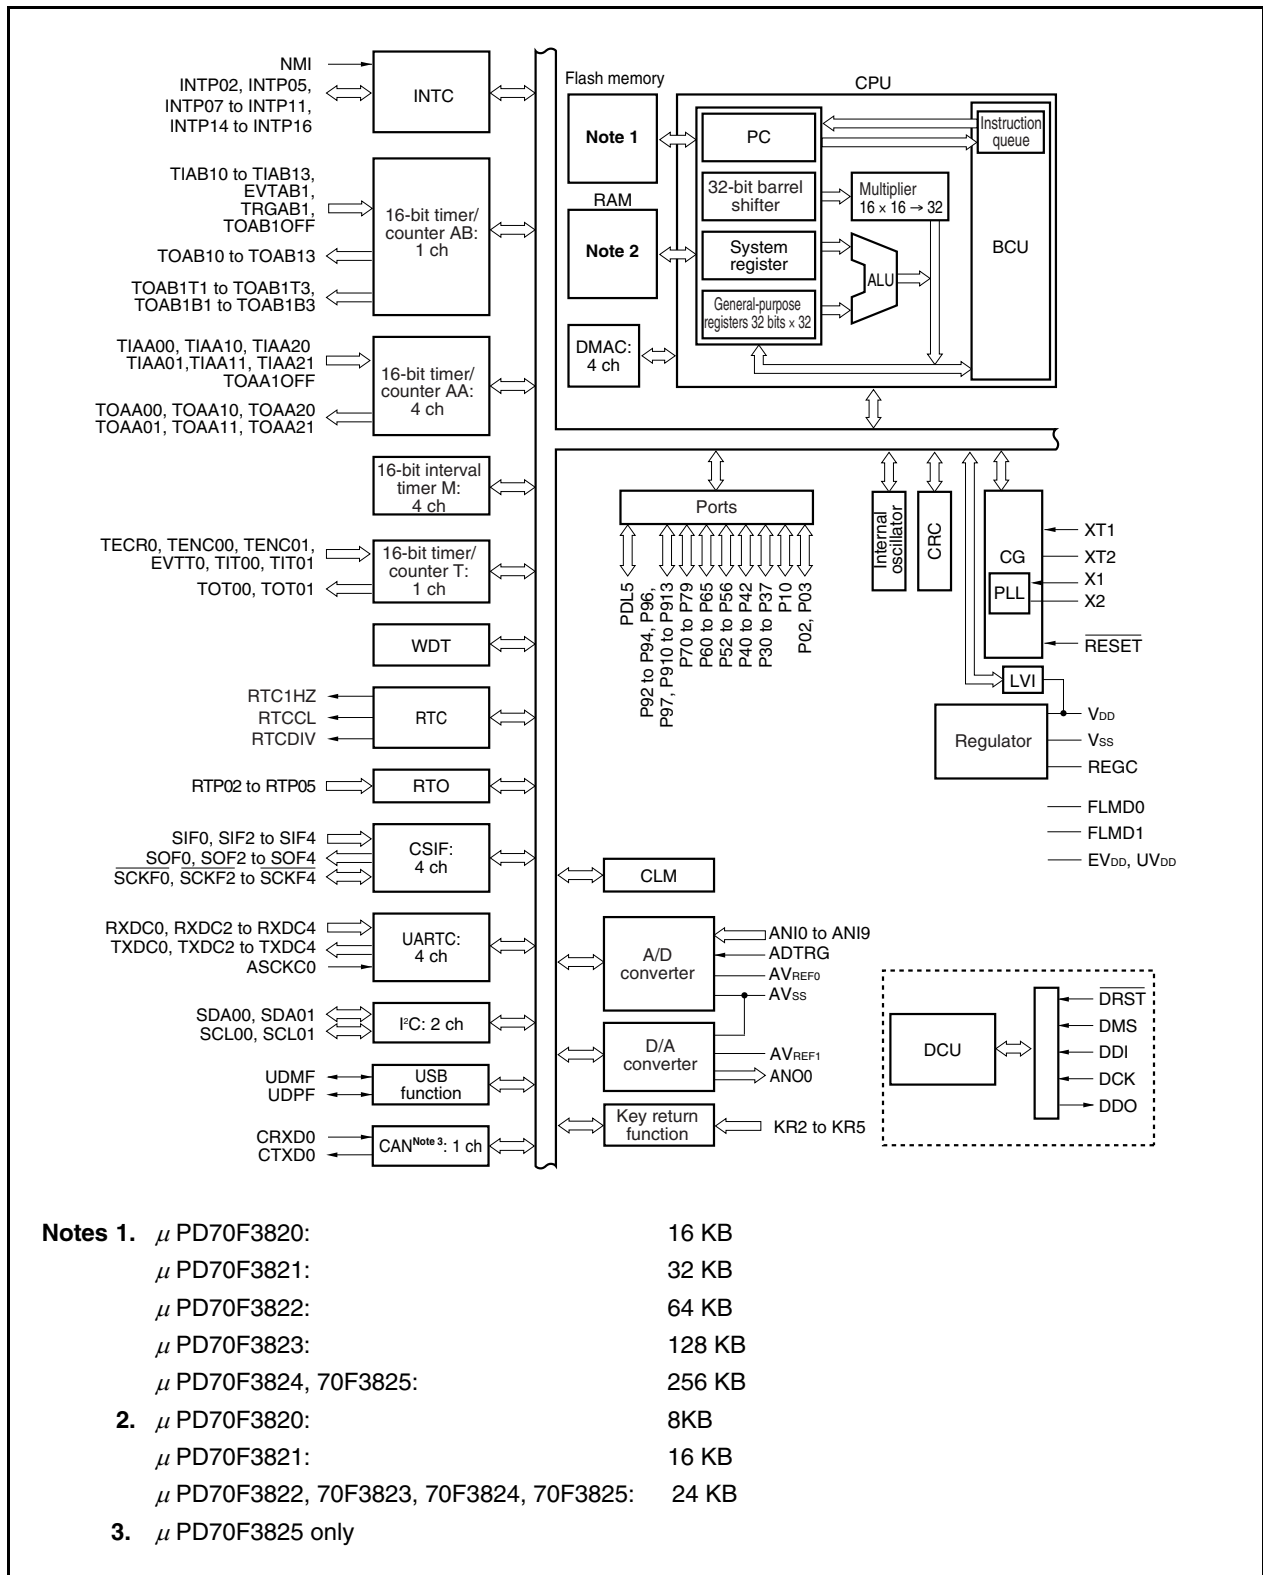 NMI
INTP02, INTP05,
INTP07 to INTP11,
INTP14 to INTP16
INTC
TIAB10 to TIAB13,
EVTAB1,
TRGAB1,
TOAB1OFF
TOAB10 to TOAB13
TOAB1T1 to TOAB1T3,
TOAB1B1 to TOAB1B3
16-bit timer/
counter AB:
1 ch
TIAA00, TIAA10, TIAA20
TIAA01,TIAA11, TIAA21
TOAA1OFF
TOAA00, TOAA10, TOAA20
TOAA01, TOAA11, TOAA21
16-bit timer/
counter AA:
4 ch
16-bit interval
timer M:
4 ch
TECR0, TENC00, TENC01,
EVTT0, TIT00, TIT01
TOT00, TOT01
16-bit timer/
counter T:
1 ch
WDT
RTC1HZ
RTCCL
RTCDIV
RTC
RTP02 to RTP05
RTO
SIF0, SIF2 to SIF4
SOF0, SOF2 to SOF4
SCKF0, SCKF2 to SCKF4
CSIF:
4 ch
RXDC0, RXDC2 to RXDC4
TXDC0, TXDC2 to TXDC4
ASCKC0
UARTC:
4 ch
SDA00, SDA01
SCL00, SCL01
I²C: 2 ch
UDMF
UDPF
USB
function
CRXD0
CTXD0
CAN Note 3: 1 ch
Flash memory
Note 1
RAM
Note 2
DMAC:
4 ch
CPU
PC
32-bit barrel
shifter
System
register
General-purpose
registers 32 bits × 32
Multiplier
16 × 16 → 32
ALU
Instruction
queue
BCU
Ports
PDL5
P92 to P94, P96,
P97, P910 to P913
P70 to P79
P60 to P65
P52 to P56
P40 to P42
P30 to P37
P10
P02, P03
Internal
oscillator
CRC
CG
PLL
XT1
XT2
X1
X2
RESET
LVI
Regulator
VDD
VSS
REGC
FLMD0
FLMD1
EVDD, UVDD
CLM
A/D
converter
ANI0 to ANI9
ADTRG
AVREF0
AVSS
D/A
converter
AVREF1
ANO0
Key return
function
KR2 to KR5
DCU
DRST
DMS
DDI
DCK
DDO
Notes 1. μ PD70F3820: 16 KB
μ PD70F3821: 32 KB
μ PD70F3822: 64 KB
μ PD70F3823: 128 KB
μ PD70F3824, 70F3825: 256 KB
2. μ PD70F3820: 8KB
μ PD70F3821: 16 KB
μ PD70F3822, 70F3823, 70F3824, 70F3825: 24 KB
3. μ PD70F3825 only